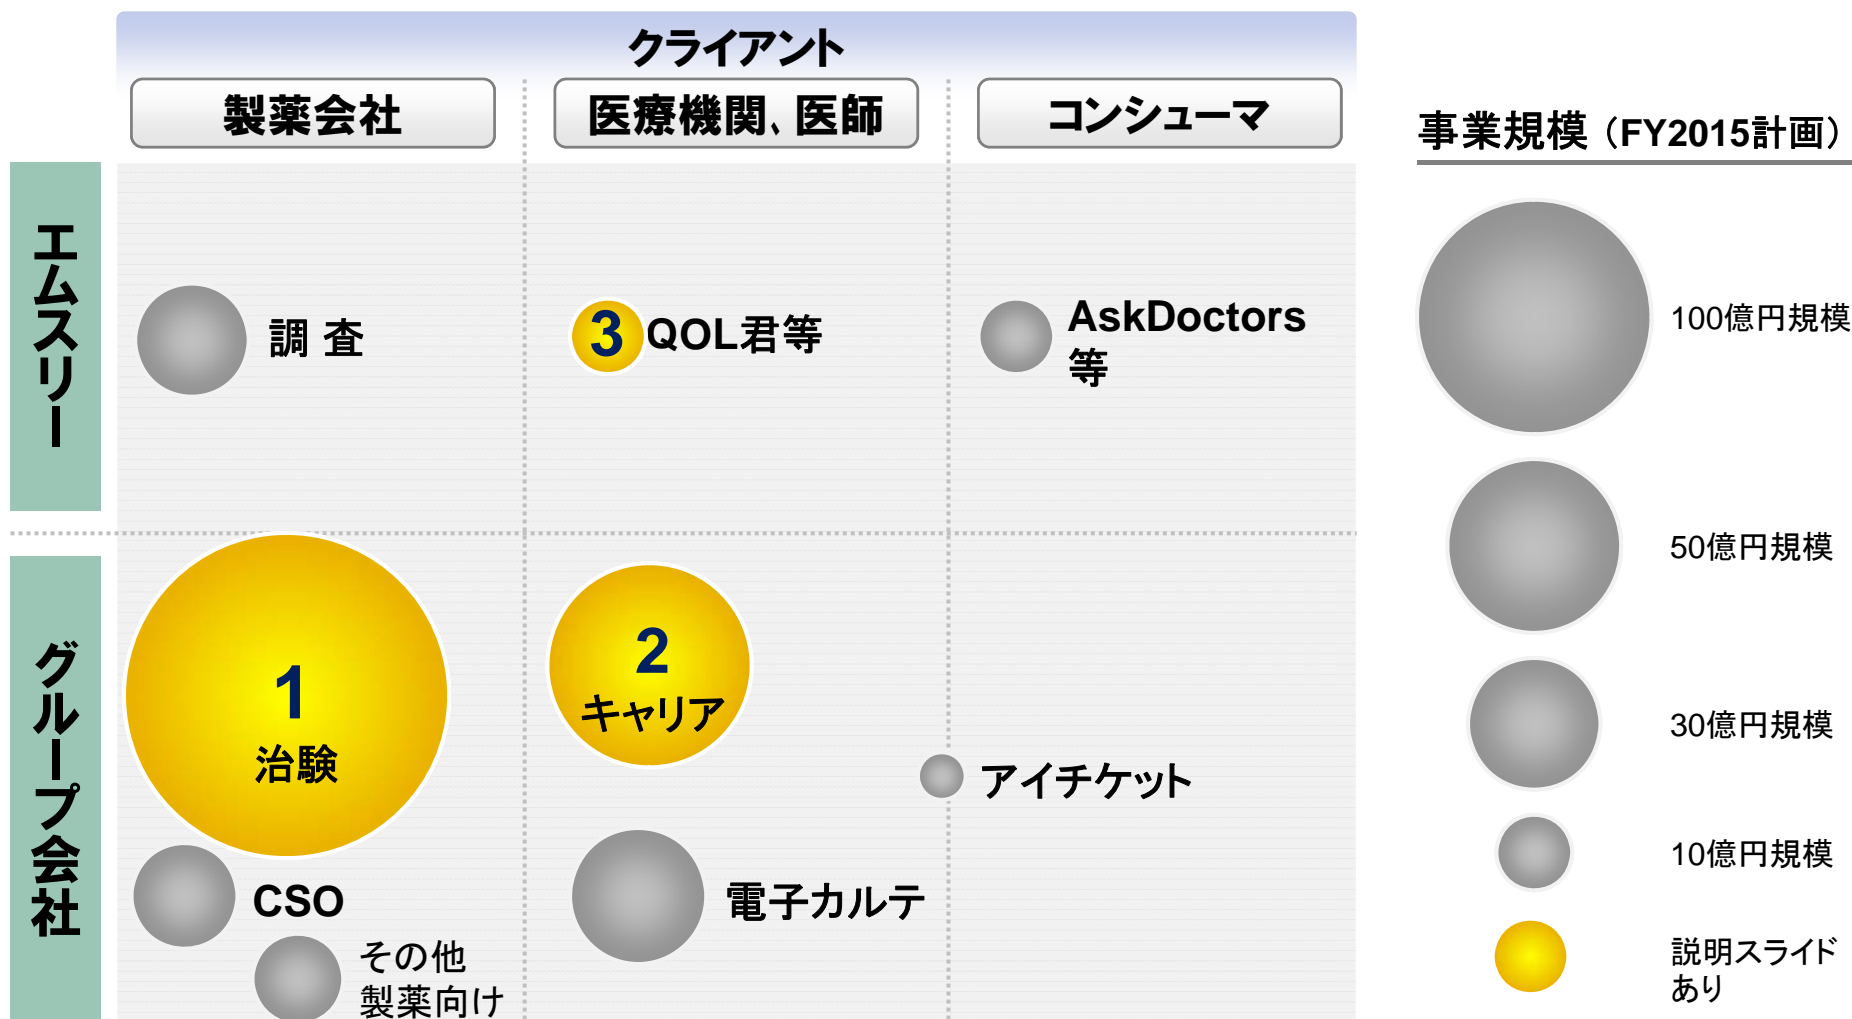 クライアント
製薬会社
医療機関、医師
コンシューマ
事業規模（FY2015計画）
エムスリー
調 査
3
QOL君等
AskDoctors
等
100億円規模
50億円規模
30億円規模
10億円規模
説明スライド
あり
グループ会社
1
治験
2
キャリア
アイチケット
CSO
電子カルテ
その他
製薬向け